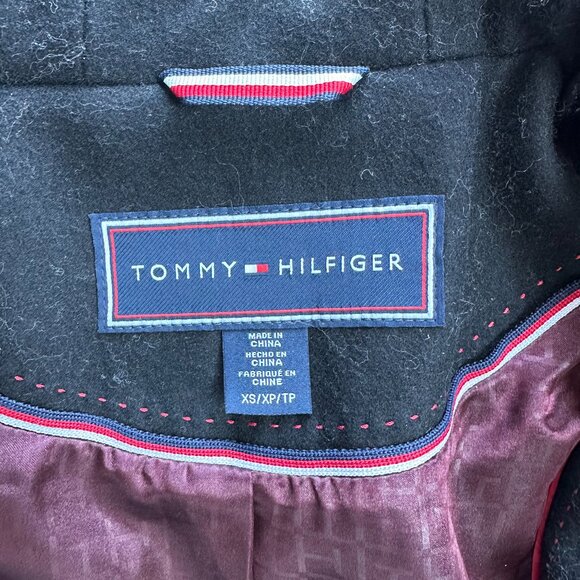 TOMMY HILFIGER
MADE IN
CHINA
HECHO EN
CHINA
FABRIQUÉ EN
CHINE
XS/XP/TP